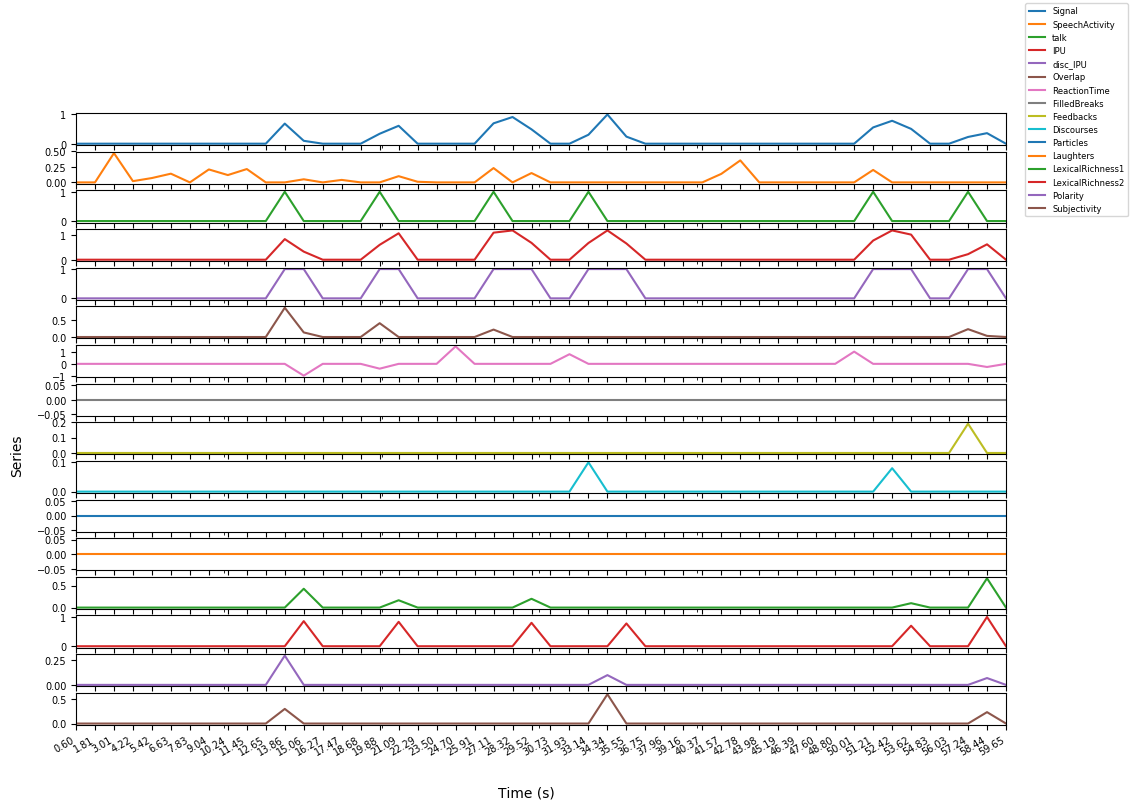 Signal
SpeechActivity
talk
IPU
disc_IPU
Overlap
ReactionTime
FilledBreaks
Feedbacks
Discourses
Particles
Laughters
LexicalRichness1
LexicalRichness2
Polarity
Subjectivity
1
0
0.50
0.25
0.00
1
0
1
0
1
0
0.5
0.0
1
0
−1
0.05
0.00
−0.05
0.2
0.1
0.0
0.1
0.0
0.05
0.00
−0.05
0.05
0.00
−0.05
0.5
0.0
1
0
0.25
0.00
0.5
0.0
Series
0.60 1.81 3.01 4.22 5.42 6.63 7.83 9.04 10.24 11.45 12.65 13.86 15.06 16.27 17.47 18.68 19.88 21.09 22.29 23.50 24.70 25.91 27.11 28.32 29.52 30.73 31.93 33.14 34.34 35.55 36.75 37.96 39.16 40.37 41.57 42.78 43.98 45.19 46.39 47.60 48.80 50.01 51.21 52.42 53.62 54.83 56.03 57.24 58.44 59.65
Time (s)